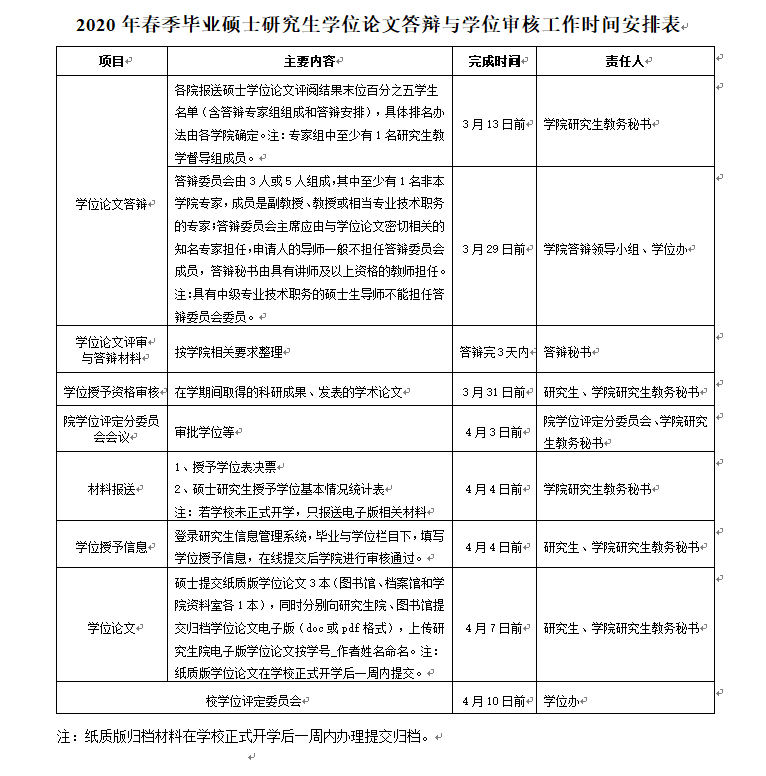 2020 年春季毕业硕士研究生学位论文答辩与学位审核工作时间安排表
项目 主要内容 完成时间 责任人
学位论文答辩
各院报送硕士学位论文评阅结果末位百分之五学生
名单（含答辩专家组组成和答辩安排），具体排名办
法由各学院确定。注：专家组中至少有 1 名研究生教
学督导组成员。
3 月 13 日前
学院研究生教务秘书
答辩委员会由 3 人或 5 人组成，其中至少有 1 名非本
学院专家，成员是副教授、教授或相当专业技术职务
的专家；答辩委员会主席应由与学位论文密切相关的
知名专家担任，申请人的导师一般不担任答辩委员会
成员，答辩秘书由具有讲师及以上资格的教师担任。
注：具有中级专业技术职务的硕士生导师不能担任答
辩委员会委员。
3 月 29 日前
学院答辩领导小组、学位办
学位论文评审
与答辩材料
按学院相关要求整理
答辩完 3 天内
答辩秘书
学位授予资格审核
在学期间取得的科研成果、发表的学术论文
3 月 31 日前
研究生、学院研究生教务秘书
院学位评定分委员
会会议
审批学位等
4 月 3 日前
院学位评定分委员会、学院研究
生教务秘书
材料报送
1、授予学位表决票
2、硕士研究生授予学位基本情况统计表
注：若学校未正式开学，只报送电子版相关材料
4 月 4 日前
学院研究生教务秘书
学位授予信息
登录研究生信息管理系统，毕业与学位栏目下，填写
学位授予信息，在线提交后学院进行审核通过。
4 月 4 日前
研究生、学院研究生教务秘书
学位论文
硕士提交纸质版学位论文 3 本（图书馆、档案馆和学
院资料室各 1 本），同时分别向研究生院、图书馆提
交归档学位论文电子版（doc 或 pdf 格式），上传研
究生院电子版学位论文按学号_作者姓名命名。注：
纸质版学位论文在学校正式开学后一周内提交。
4 月 7 日前
研究生、学院研究生教务秘书
校学位评定委员会
4 月 10 日前
学位办
注：纸质版归档材料在学校正式开学后一周内办理提交归档。